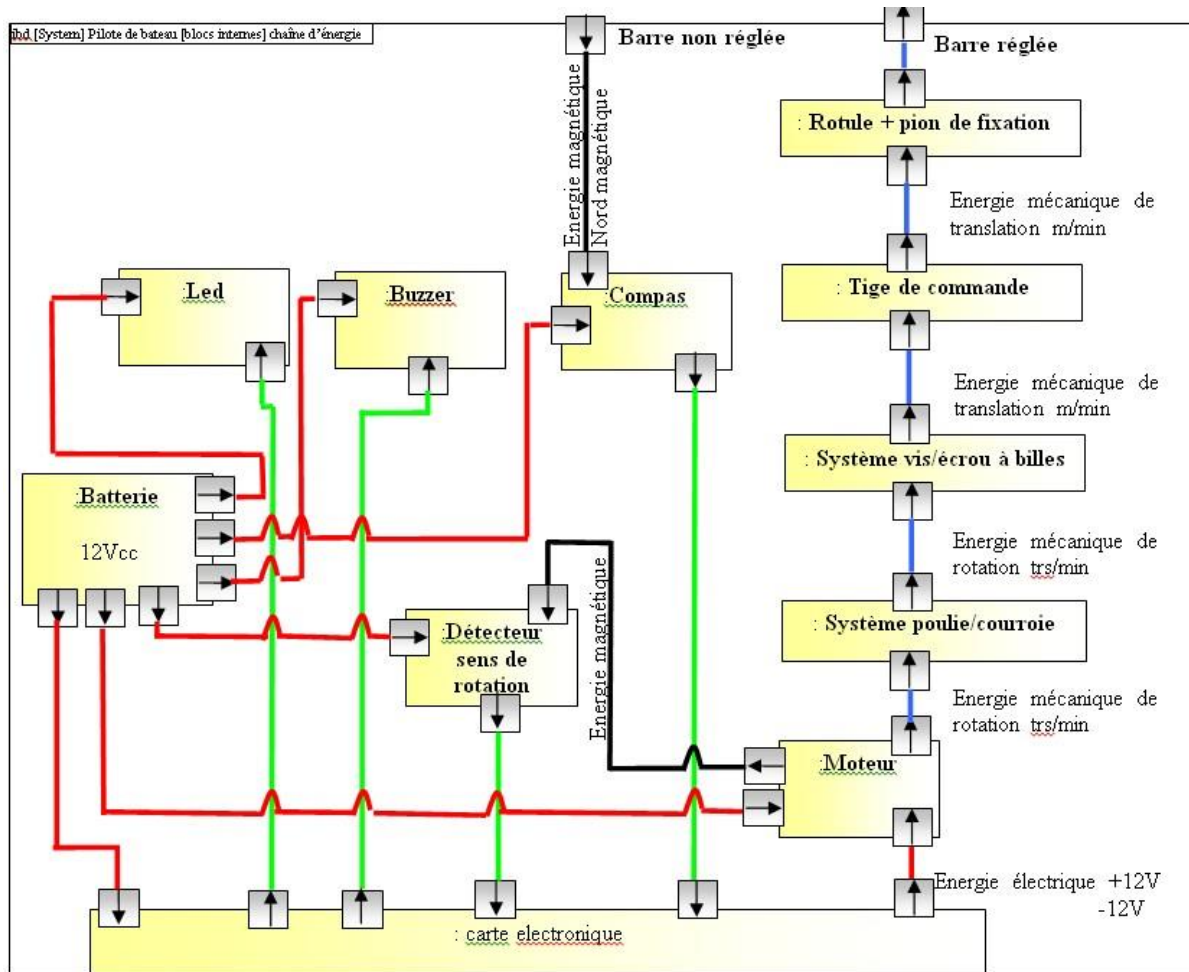 ibd [System] Pilote de bateau [blocs internes] chaîne d'énergie
Barre non réglée
Barre réglée
Energie magnétique
Nord magnétique
: Rotule + pion de fixation
Energie mécanique de
translation m/min
:Led
:Buzzer
:Compas
: Tige de commande
Energie mécanique de
translation m/min
: Système vis/écrou à billes
:Batterie
12Vcc
Energie mécanique de
rotation trs/min
: Système poulie/courroie
:Détecteur
sens de
rotation
Energie magnétique
Energie mécanique de
rotation trs/min
:Moteur
Energie électrique +12V
-12V
: carte electronique